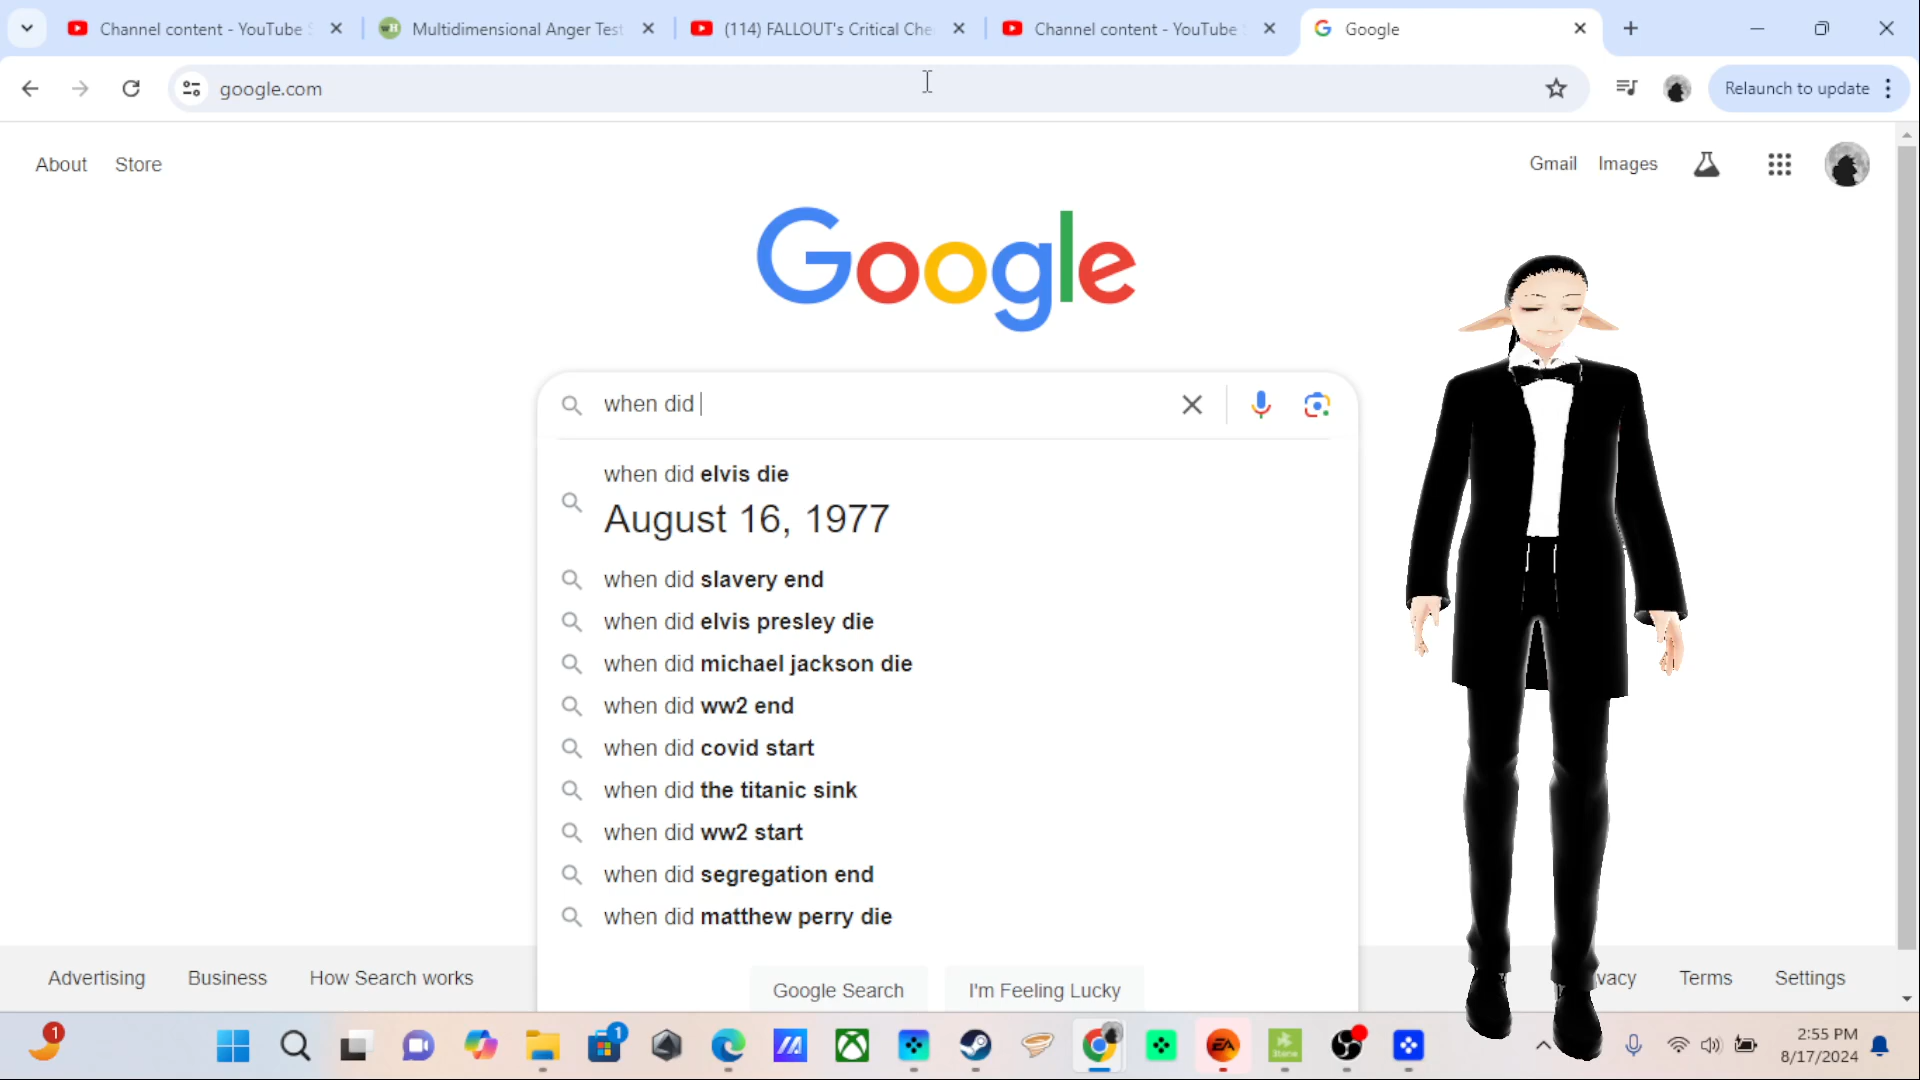 Channel content - YouTube S
Multidimensional Anger Test
(114) FALLOUT's Critical Che
Channel content - YouTube S
Google
google.com
Relaunch to update
About
Store
Gmail
Images
Google
when did
when did elvis die
August 16, 1977
when did slavery end
when did elvis presley die
when did michael jackson die
when did ww2 end
when did covid start
when did the titanic sink
when did ww2 start
when did segregation end
when did matthew perry die
Google Search
I'm Feeling Lucky
Advertising
Business
How Search works
vacy
Terms
Settings
1
1
EA
2:55 PM
8/17/2024